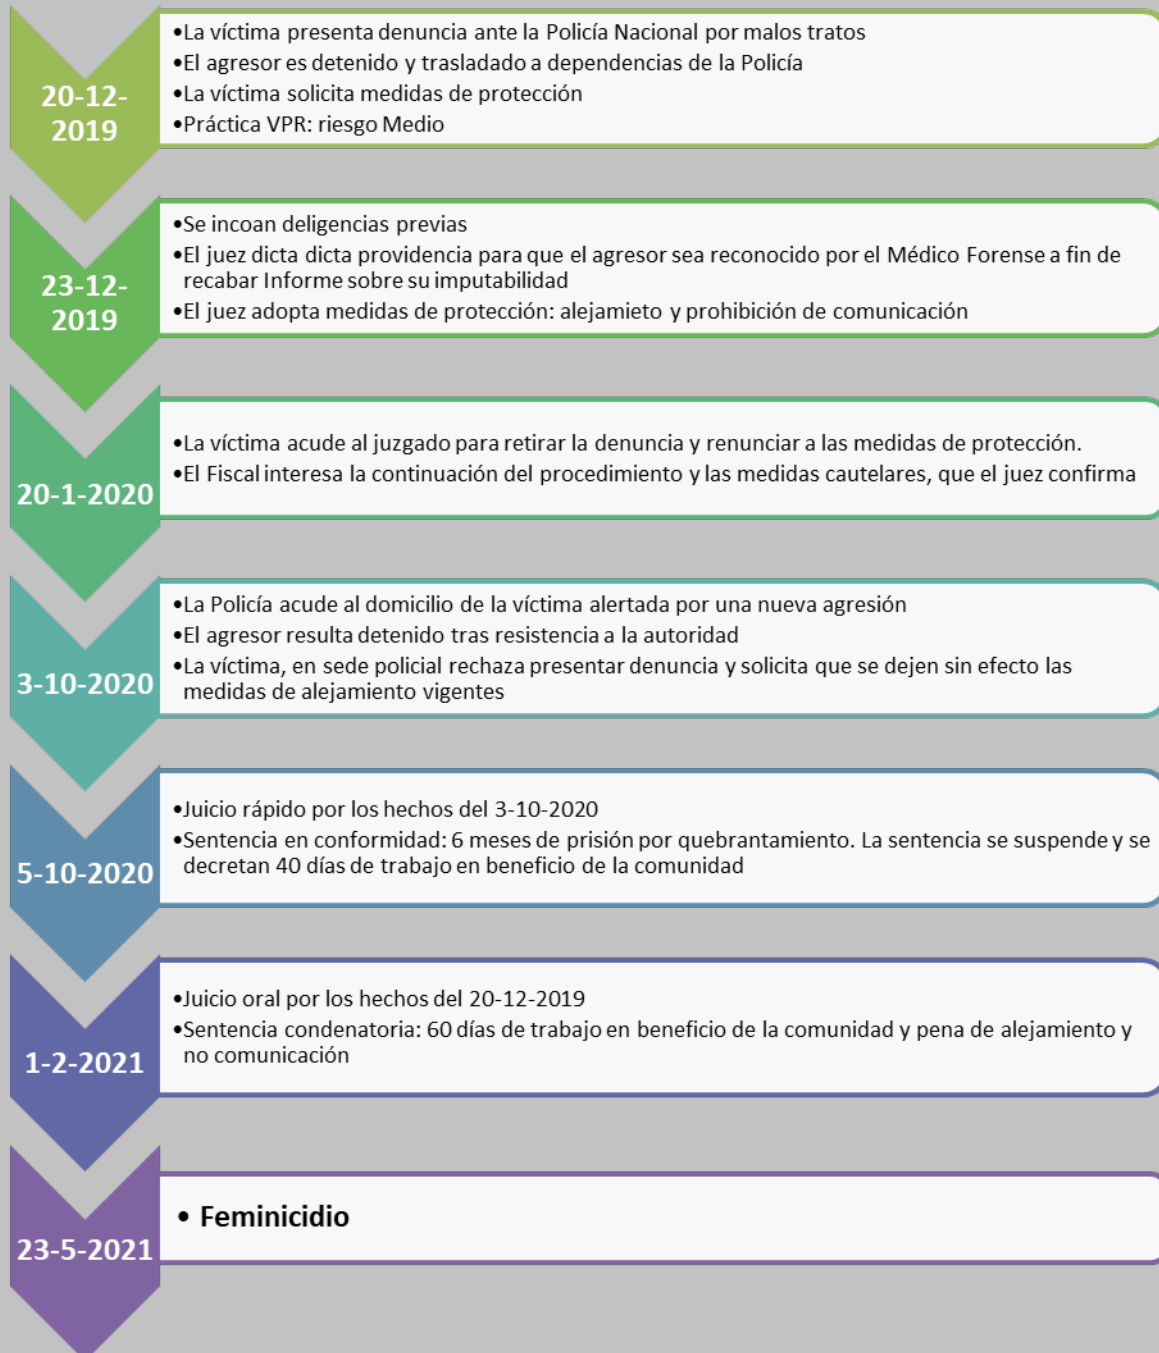 20-12-
2019
•La víctima presenta denuncia ante la Policía Nacional por malos tratos
•El agresor es detenido y trasladado a dependencias de la Policía
•La víctima solicita medidas de protección
•Práctica VPR: riesgo Medio
23-12-
2019
•Se incoan deligencias previas
•El juez dicta dicta providencia para que el agresor sea reconocido por el Médico Forense a fin de
recabar Informe sobre su imputabilidad
•El juez adopta medidas de protección: alejamieto y prohibición de comunicación
20-1-2020
•La víctima acude al juzgado para retirar la denuncia y renunciar a las medidas de protección.
•El Fiscal interesa la continuación del procedimiento y las medidas cautelares, que el juez confirma
3-10-2020
•La Policía acude al domicilio de la víctima alertada por una nueva agresión
•El agresor resulta detenido tras resistencia a la autoridad
•La víctima, en sede policial rechaza presentar denuncia y solicita que se dejen sin efecto las
medidas de alejamiento vigentes
5-10-2020
•Juicio rápido por los hechos del 3-10-2020
•Sentencia en conformidad: 6 meses de prisión por quebrantamiento. La sentencia se suspende y se
decretan 40 días de trabajo en beneficio de la comunidad
1-2-2021
•Juicio oral por los hechos del 20-12-2019
•Sentencia condenatoria: 60 días de trabajo en beneficio de la comunidad y pena de alejamiento y
no comunicación
23-5-2021
• Feminicidio